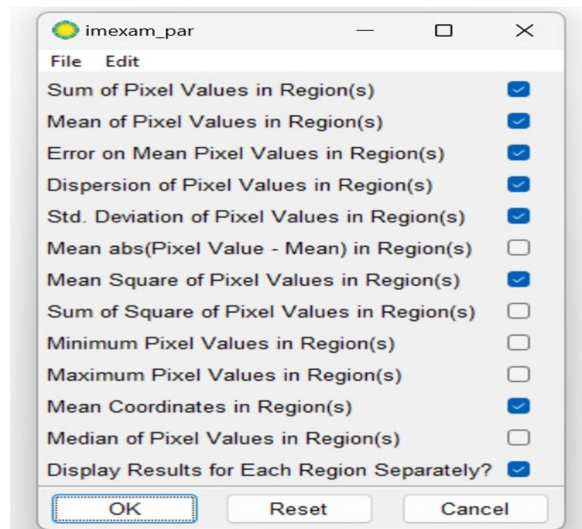 imexam_par
File Edit
Sum of Pixel Values in Region(s)
Mean of Pixel Values in Region(s)
Error on Mean Pixel Values in Region(s)
Dispersion of Pixel Values in Region(s)
Std. Deviation of Pixel Values in Region(s)
Mean abs(Pixel Value - Mean) in Region(s)
Mean Square of Pixel Values in Region(s)
Sum of Square of Pixel Values in Region(s)
Minimum Pixel Values in Region(s)
Maximum Pixel Values in Region(s)
Mean Coordinates in Region(s)
Median of Pixel Values in Region(s)
Display Results for Each Region Separately?
OK Reset Cancel